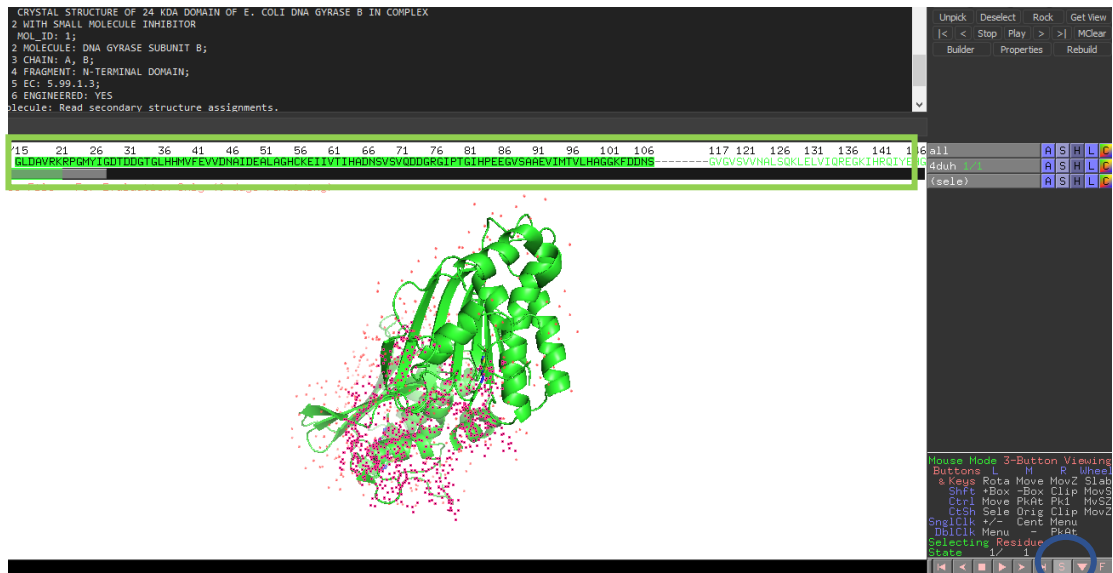 CRYSTAL STRUCTURE OF 24 KDA DOMAIN OF E. COLI DNA GYRASE B IN COMPLEX
2 WITH SMALL MOLECULE INHIBITOR
MOL_ID: 1;
2 MOLECULE: DNA GYRASE SUBUNIT B;
3 CHAIN: A, B;
4 FRAGMENT: N-TERMINAL DOMAIN;
5 EC: 5.99.1.3;
6 ENGINEERED: YES
olecule: Read secondary structure assignments.
Unpick Deselect Rock Get View
|< < Stop Play > >| MClear
Builder Properties Rebuild
/15 21 26 31 36 41 46 51 56 61 66 71 76 81 86 91 96 101 106 117 121 126 131 136 141 146
GLDAVRKRPGMYIGDTDDGTGLHHMVFEVVDNAIDEALAGHCKEIIVTIHADNSVSVQDDGRGIPTGIHPEEGVSAAEVIMTVLHAGGKFDDNS--------GVGVSVVNALSQKLELVIQREGKIHRQIYEHG
all A S H L C
4duh 1/1 A S H L C
(sele) A S H L C
Mouse Mode 3-Button Viewing
Buttons L M R Wheel
& Keys Rota Move MovZ Slab
Shft +Box -Box Clip MovS
Ctrl Move PkAt Pk1 MvSZ
CtSh Sele Orig Clip MovZ
SnglClk +/- Cent Menu
DblClk Menu - PkAt
Selecting Residue
State 1/ 1
S F